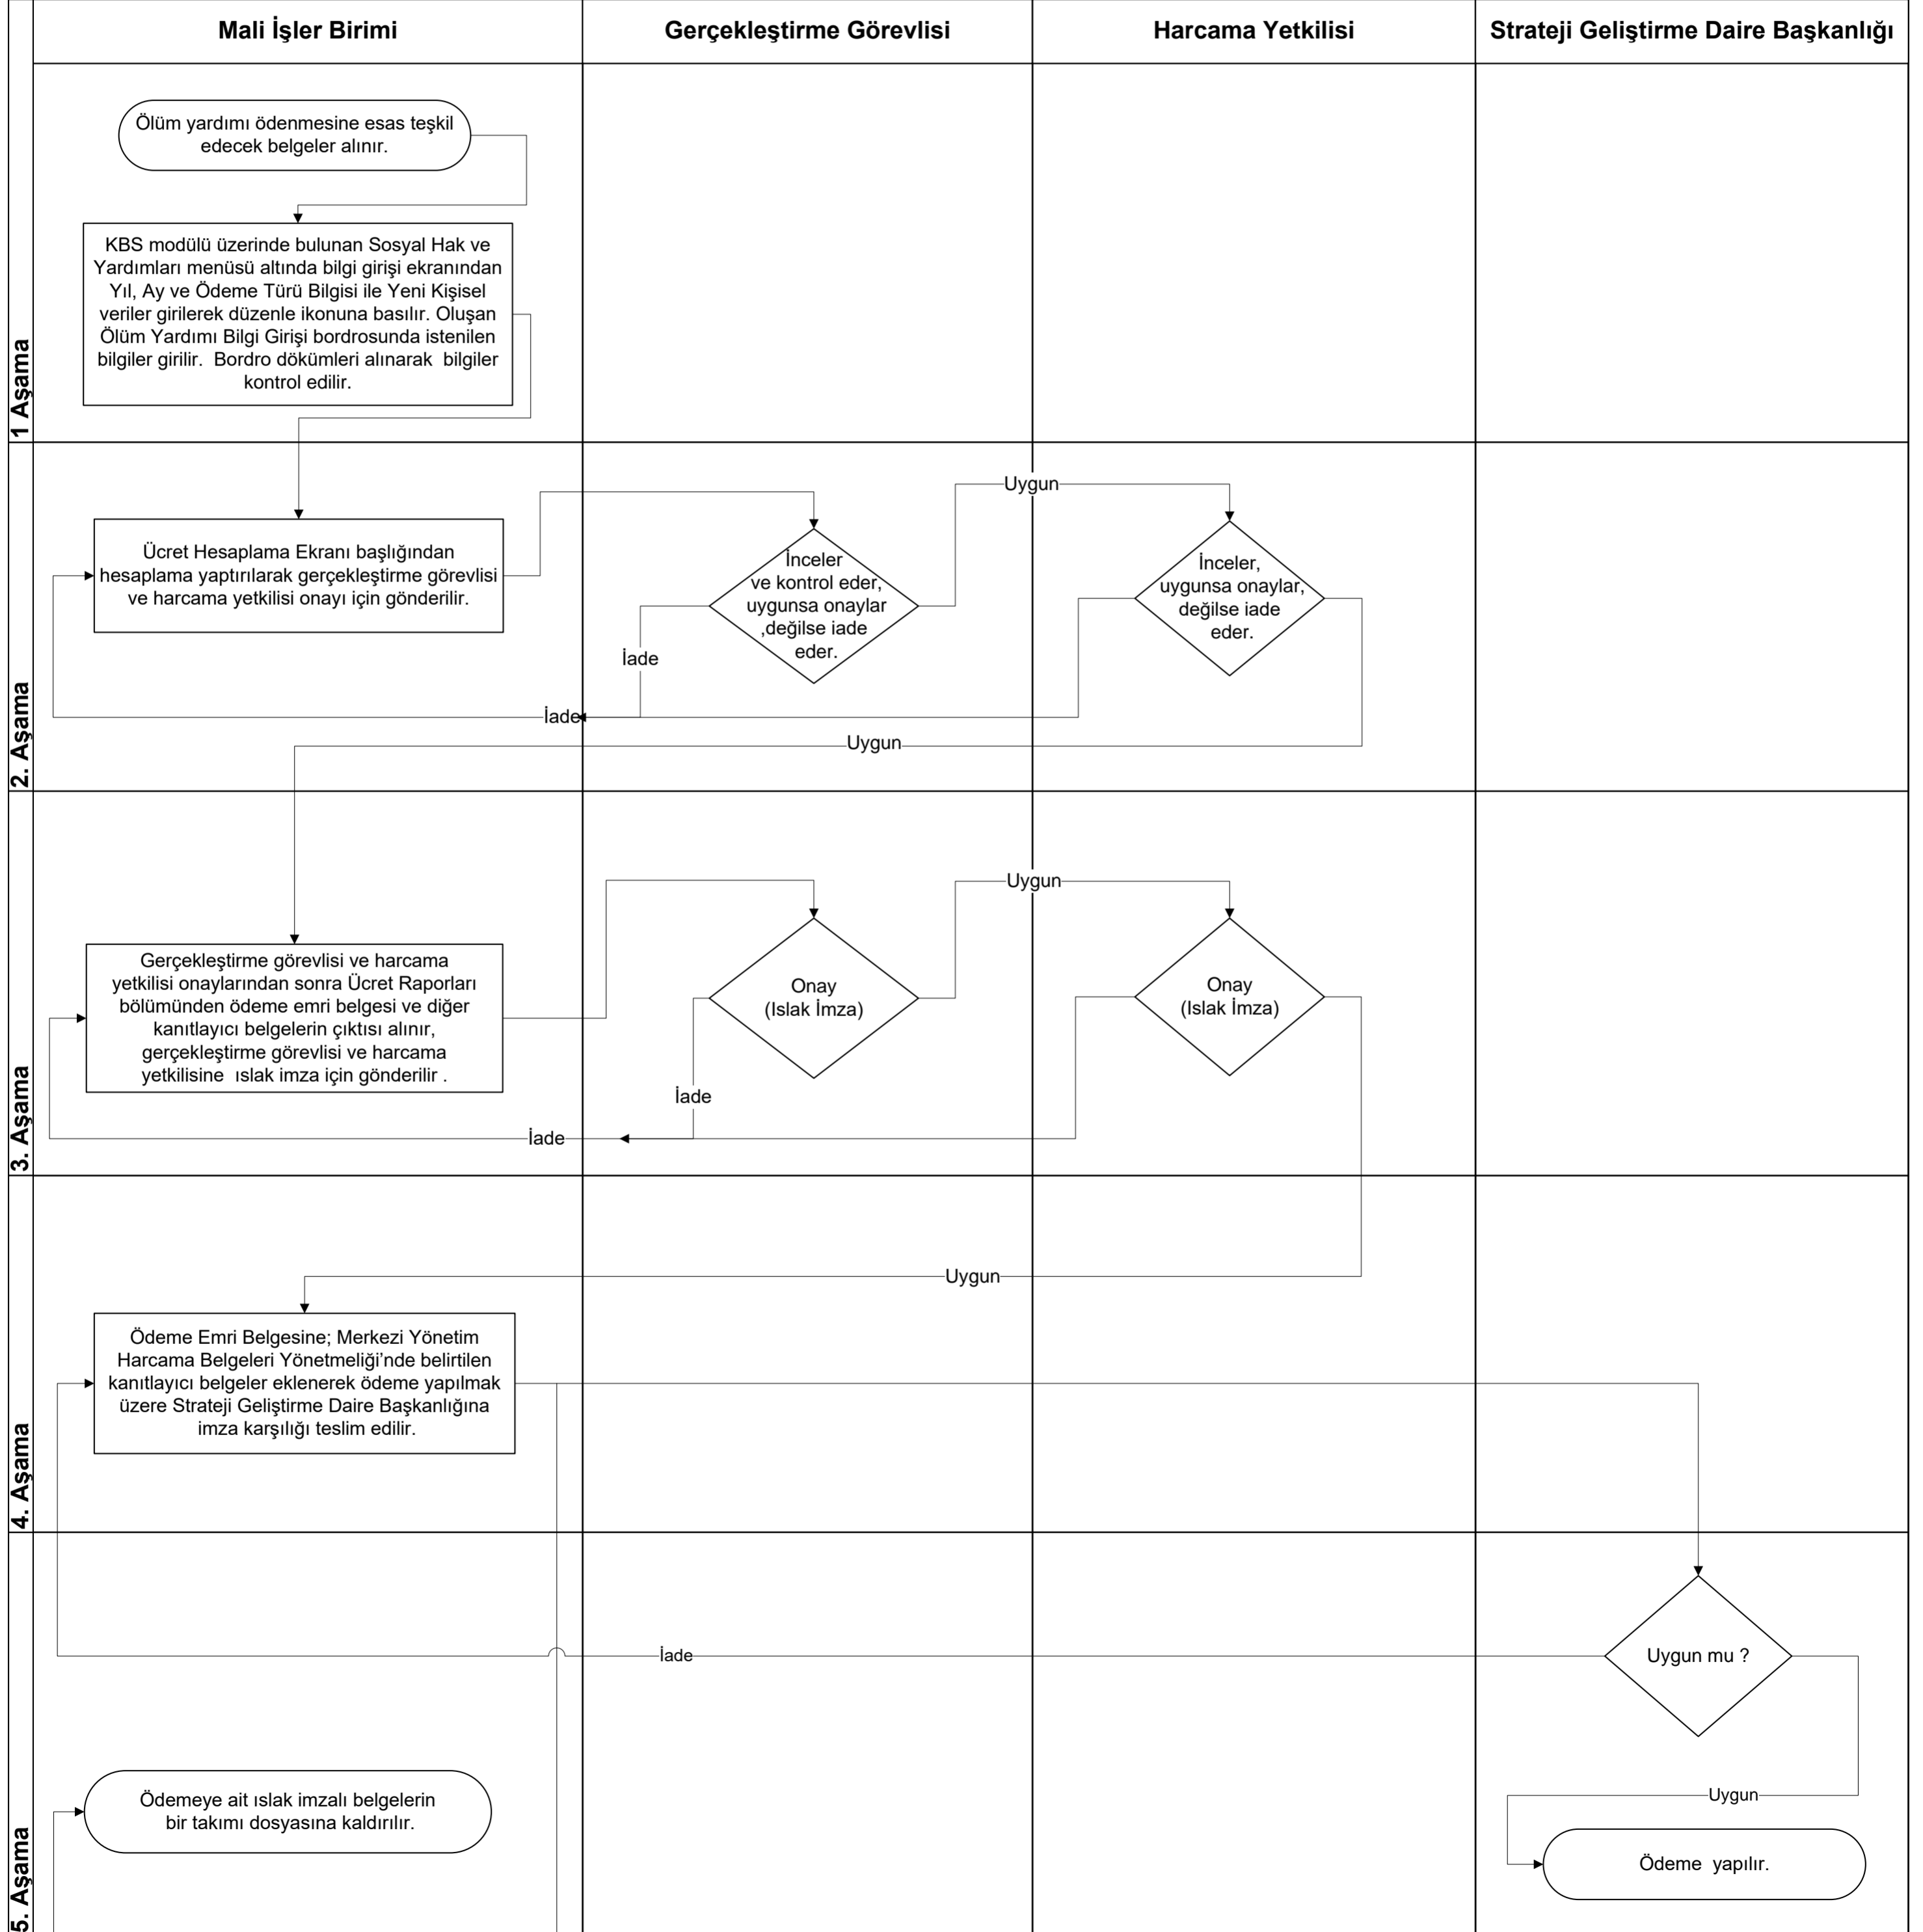 Mali İşler Birimi
Gerçekleştirme Görevlisi
Harcama Yetkilisi
Strateji Geliştirme Daire Başkanlığı
1 Aşama
Ölüm yardımı ödenmesine esas teşkil
edecek belgeler alınır.
KBS modülü üzerinde bulunan Sosyal Hak ve
Yardımları menüsü altında bilgi girişi ekranından
Yıl, Ay ve Ödeme Türü Bilgisi ile Yeni Kişisel
veriler girilerek düzenle ikonuna basılır. Oluşan
Ölüm Yardımı Bilgi Girişi bordrosunda istenilen
bilgiler girilir.  Bordro dökümleri alınarak  bilgiler
kontrol edilir.
2. Aşama
Ücret Hesaplama Ekranı başlığından
hesaplama yaptırılarak gerçekleştirme görevlisi
ve harcama yetkilisi onayı için gönderilir.
İnceler
ve kontrol eder,
uygunsa onaylar
,değilse iade
eder.
Uygun
İnceler,
uygunsa onaylar,
değilse iade
eder.
İade
İade
Uygun
3. Aşama
Gerçekleştirme görevlisi ve harcama
yetkilisi onaylarından sonra Ücret Raporları
bölümünden ödeme emri belgesi ve diğer
kanıtlayıcı belgelerin çıktısı alınır,
gerçekleştirme görevlisi ve harcama
yetkilisine  ıslak imza için gönderilir .
Onay
(Islak İmza)
Uygun
Onay
(Islak İmza)
İade
İade
Uygun
4. Aşama
Ödeme Emri Belgesine; Merkezi Yönetim
Harcama Belgeleri Yönetmeliği’nde belirtilen
kanıtlayıcı belgeler eklenerek ödeme yapılmak
üzere Strateji Geliştirme Daire Başkanlığına
imza karşılığı teslim edilir.
5. Aşama
Uygun mu ?
İade
Uygun
Ödemeye ait ıslak imzalı belgelerin
bir takımı dosyasına kaldırılır.
Ödeme  yapılır.